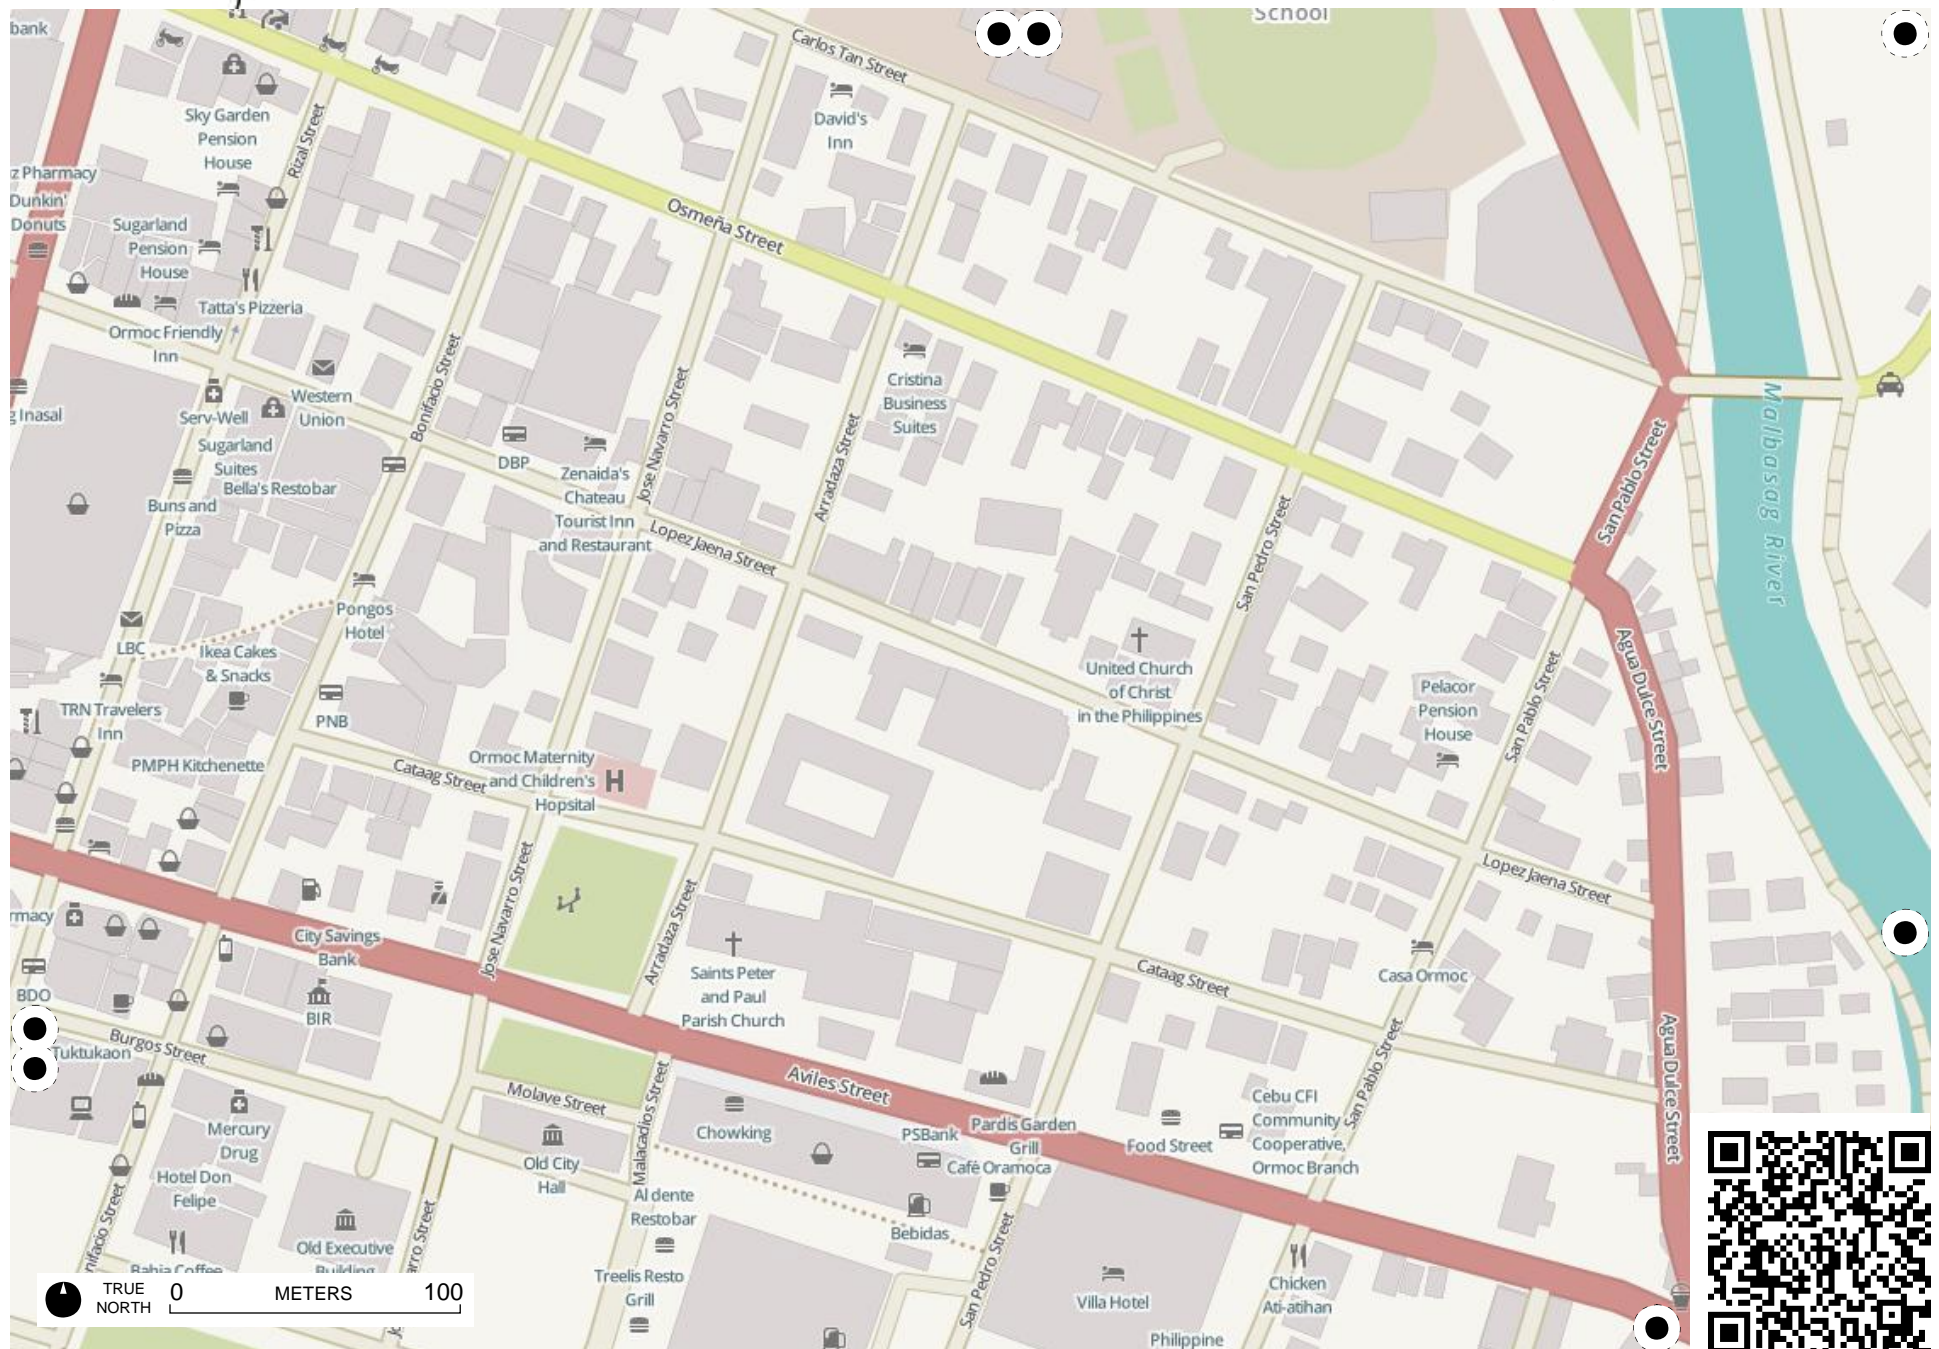 School
bank
Carlos Tan Street
Sky Garden
Pension
House
David's
Inn
Rizal Street
z Pharmacy
Dunkin'
Donuts
Osmeña Street
Sugarland
Pension
House
Tatta's Pizzeria
Ormoc Friendly
Inn
Bonifacio Street
Jose Navarro Street
Cristina
Business
Suites
Western
Union
g Inasal
Serv-Well
Sugarland
Suites
Bella's Restobar
Arradaza Street
Malbasag River
San Pablo Street
DBP
Zenaida's
Chateau
Tourist Inn
and Restaurant
Buns and
Pizza
Lopez Jaena Street
San Pedro Street
Pongos
Hotel
LBC
Ikea Cakes
& Snacks
United Church
of Christ
in the Philippines
Agua Dulce Street
San Pablo Street
Pelacor
Pension
House
TRN Travelers
Inn
PNB
PMPH Kitchenette
Cataag Street
Ormoc Maternity
and Children's
Hopsital
H
Lopez Jaena Street
Jose Navarro Street
Arradaza Street
rmacy
City Savings
Bank
Saints Peter
and Paul
Parish Church
Cataag Street
Casa Ormoc
BDO
BIR
Burgos Street
Tuktukaon
Agua Dulce Street
San Pablo Street
Molave Street
Malacadios Street
Aviles Street
Chowking
PSBank
Pardis Garden
Grill
Café Oramoca
Food Street
Cebu CFI
Community
Cooperative,
Ormoc Branch
Mercury
Drug
Old City
Hall
Hotel Don
Felipe
Al dente
Restobar
Bebidas
San Pedro Street
nifacio Street
arro Street
Old Executive
Building
Bahia Coffee
Treelis Resto
Grill
Villa Hotel
Chicken
Ati-atihan
Philippine
TRUE
NORTH
0 METERS 100